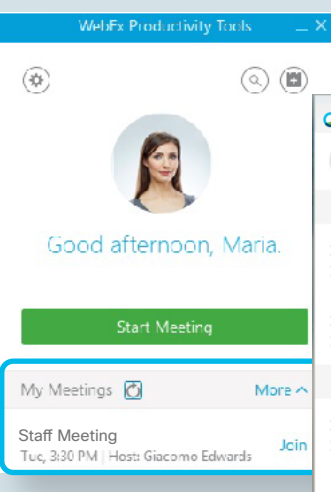 WebEx Productivity Tools
Good afternoon, Maria.
Start Meeting
My Meetings More
Staff Meeting
Tue, 3:30 PM | Host: Giacomo Edwards Join